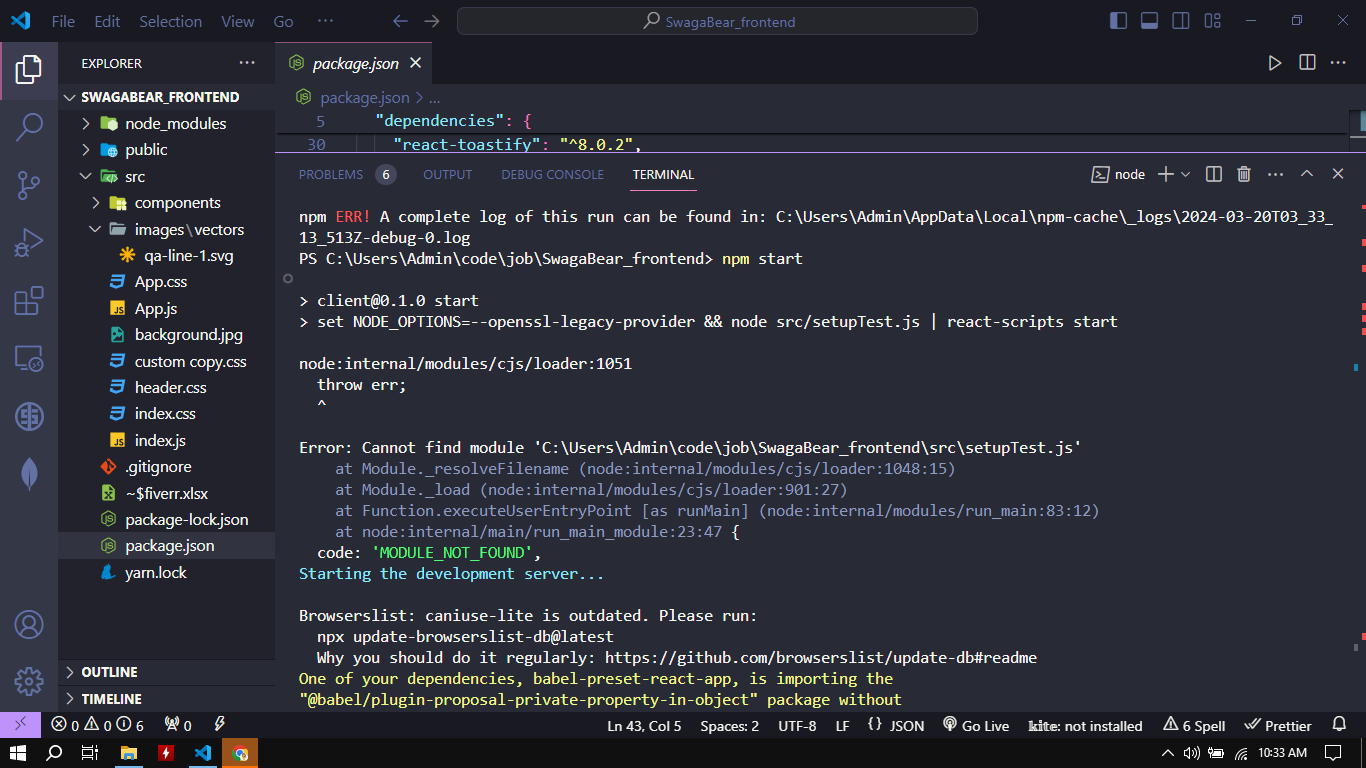 File Edit Selection View Go ...
SwagaBear_frontend
EXPLORER
SWAGABEAR_FRONTEND
node_modules
public
src
components
images\vectors
qa-line-1.svg
App.css
App.js
background.jpg
custom copy.css
header.css
index.css
index.js
.gitignore
~$fiverr.xlsx
package-lock.json
package.json
yarn.lock
OUTLINE
TIMELINE
package.json
package.json > ...
5 "dependencies": {
30 "react-toastify": "^8.0.2",
PROBLEMS 6 OUTPUT DEBUG CONSOLE TERMINAL
node
npm ERR! A complete log of this run can be found in: C:\Users\Admin\AppData\Local\npm-cache\_logs\2024-03-20T03_33_
13_513Z-debug-0.log
PS C:\Users\Admin\code\job\SwagaBear_frontend> npm start
> client@0.1.0 start
> set NODE_OPTIONS=--openssl-legacy-provider && node src/setupTest.js | react-scripts start
node:internal/modules/cjs/loader:1051
throw err;
^
Error: Cannot find module 'C:\Users\Admin\code\job\SwagaBear_frontend\src\setupTest.js'
at Module._resolveFilename (node:internal/modules/cjs/loader:1048:15)
at Module._load (node:internal/modules/cjs/loader:901:27)
at Function.executeUserEntryPoint [as runMain] (node:internal/modules/run_main:83:12)
at node:internal/main/run_main_module:23:47 {
code: 'MODULE_NOT_FOUND',
Starting the development server...
Browserslist: caniuse-lite is outdated. Please run:
npx update-browserslist-db@latest
Why you should do it regularly: https://github.com/browserslist/update-db#readme
One of your dependencies, babel-preset-react-app, is importing the
"@babel/plugin-proposal-private-property-in-object" package without
0 0 6 0 Ln 43, Col 5 Spaces: 2 UTF-8 LF {} JSON Go Live kite: not installed 6 Spell Prettier
10:33 AM